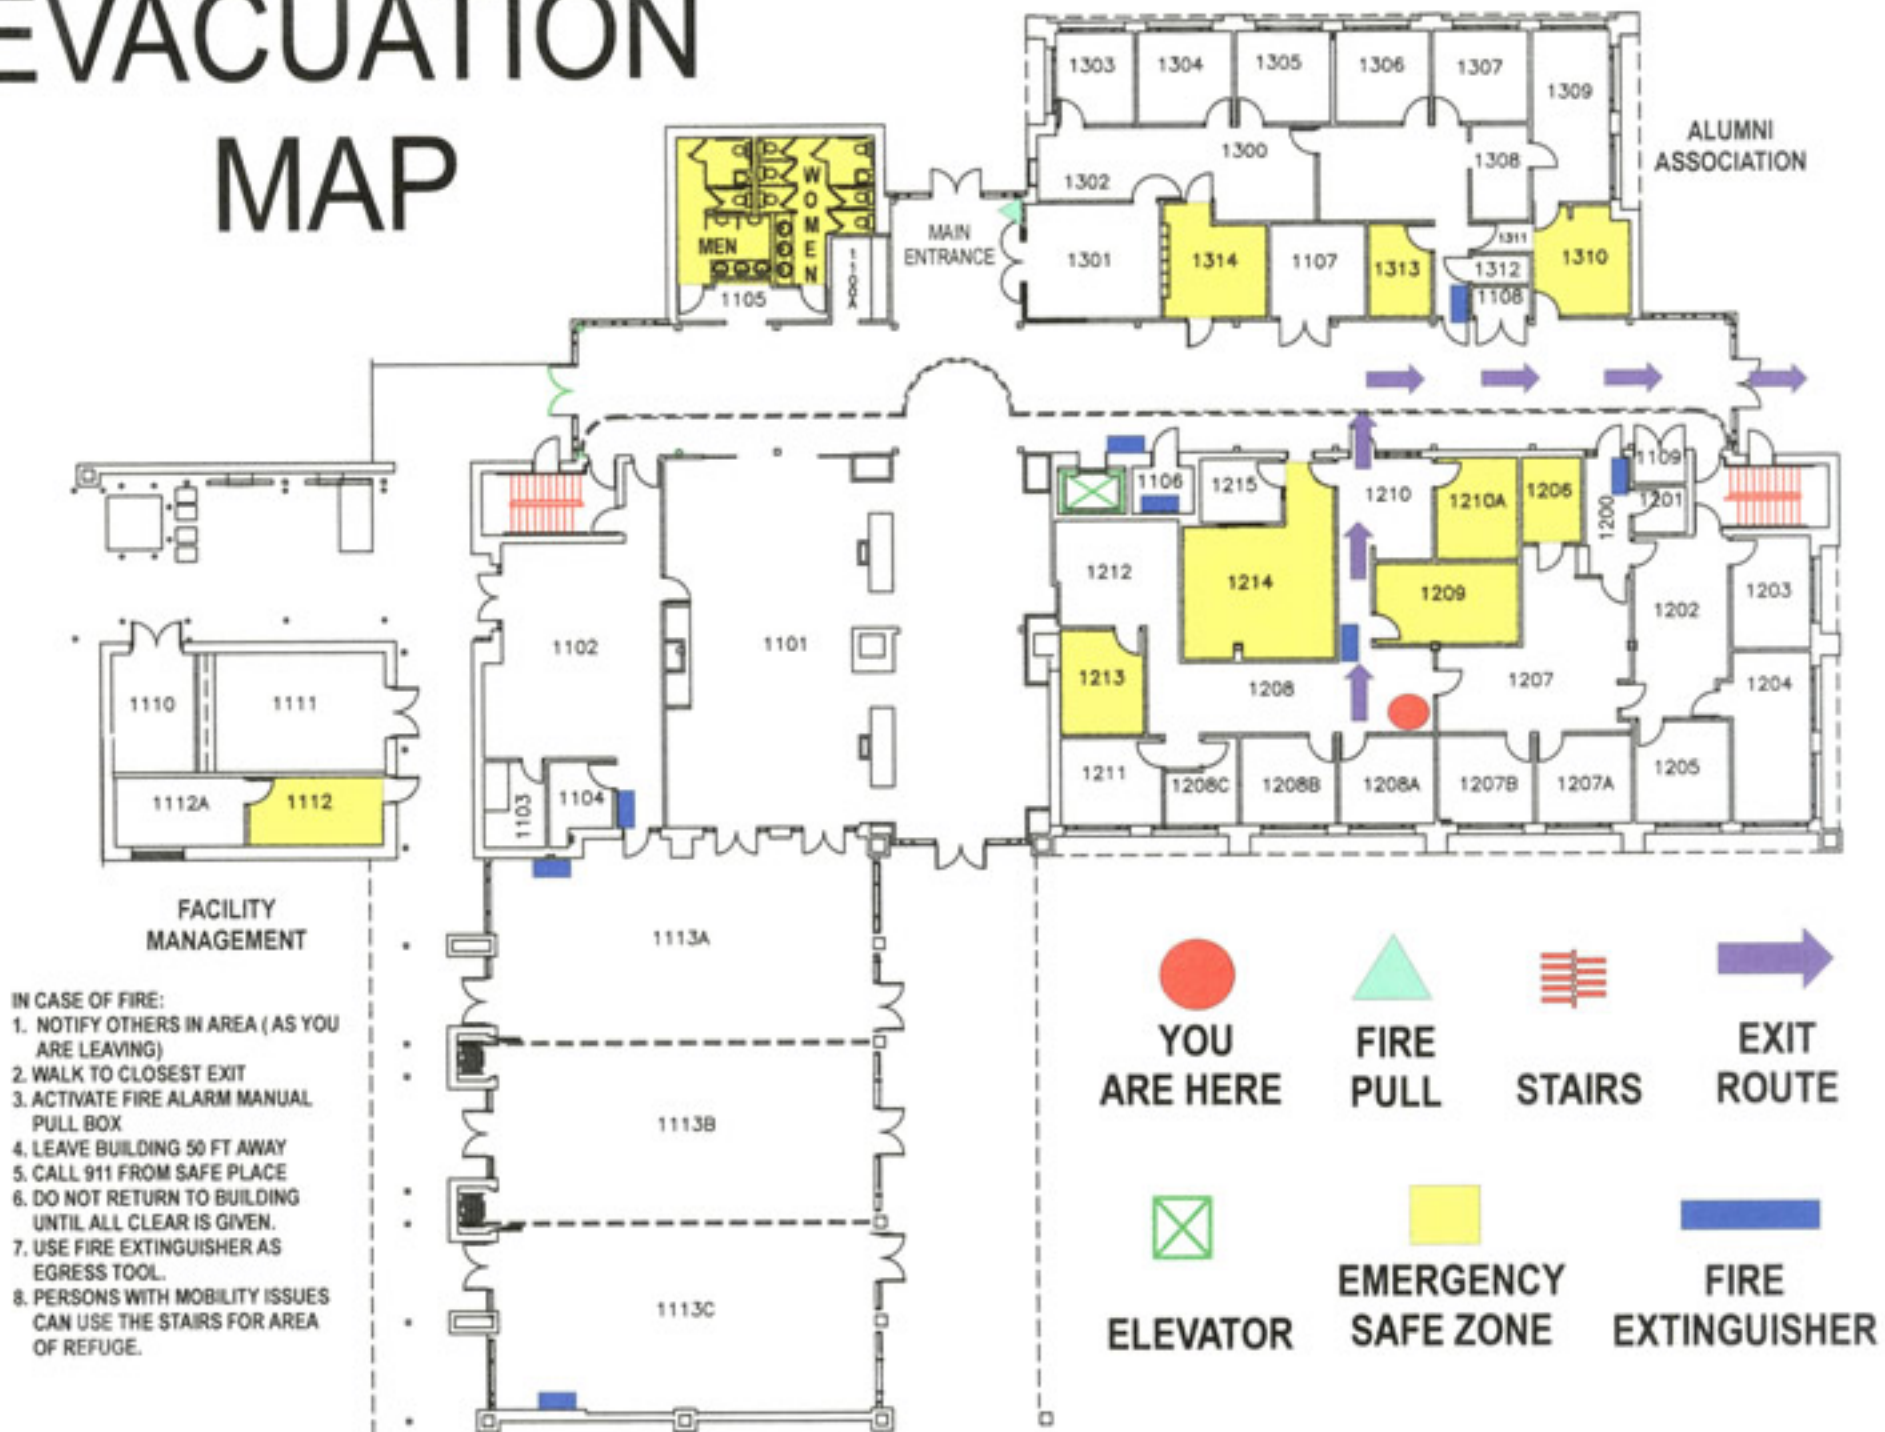 EVACUATION
MAP
1303
1304
1305
1306
1307
1309
ALUMNI
ASSOCIATION
1300
1308
1302
WOMEN
MEN
MAIN
ENTRANCE
1301
1314
1107
1313
1311
1312
1310
1108
1105
1109
1106
1215
1210
1210A
1206
1200
1201
1212
1214
1209
1202
1203
1102
1101
1213
1208
1207
1204
1110
1111
1112A
1112
1103
1104
1211
1208C
1208B
1208A
1207B
1207A
1205
FACILITY
MANAGEMENT
1113A
1113B
1113C
IN CASE OF FIRE:
1. NOTIFY OTHERS IN AREA ( AS YOU
ARE LEAVING)
2. WALK TO CLOSEST EXIT
3. ACTIVATE FIRE ALARM MANUAL
PULL BOX
4. LEAVE BUILDING 50 FT AWAY
5. CALL 911 FROM SAFE PLACE
6. DO NOT RETURN TO BUILDING
UNTIL ALL CLEAR IS GIVEN.
7. USE FIRE EXTINGUISHER AS
EGRESS TOOL.
8. PERSONS WITH MOBILITY ISSUES
CAN USE THE STAIRS FOR AREA
OF REFUGE.
YOU
ARE HERE
FIRE
PULL
STAIRS
EXIT
ROUTE
ELEVATOR
EMERGENCY
SAFE ZONE
FIRE
EXTINGUISHER